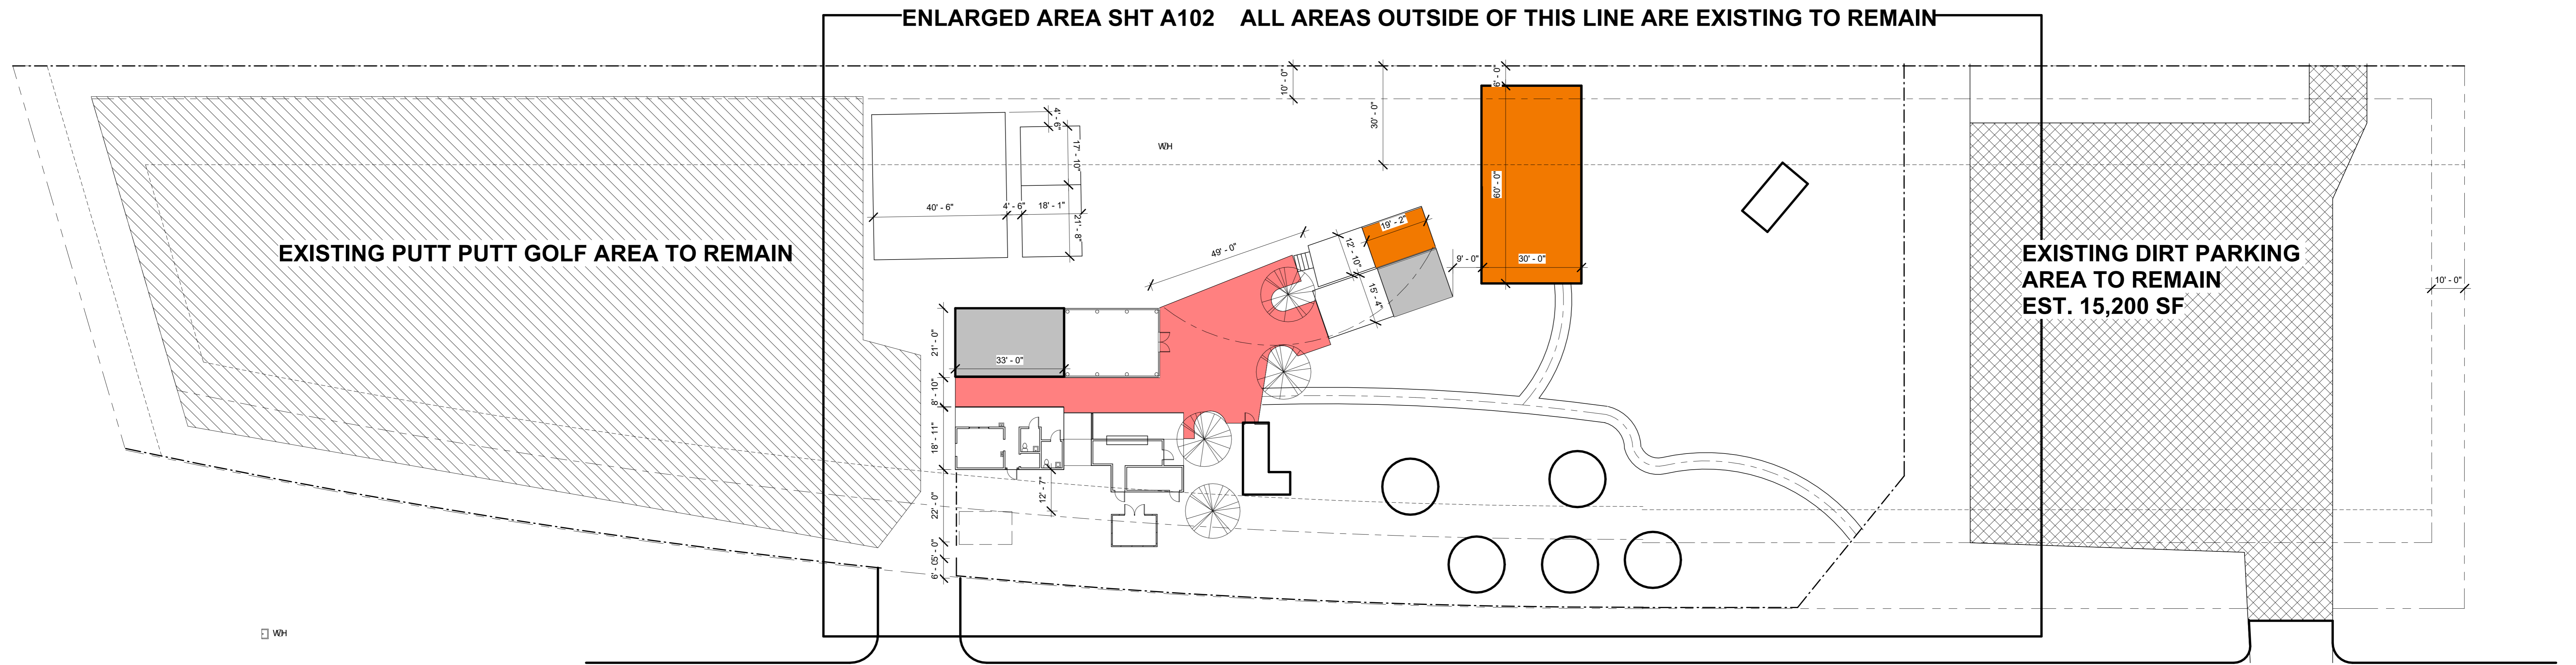 ENLARGED AREA SHT A102 ALL AREAS OUTSIDE OF THIS LINE ARE EXISTING TO REMAIN
10' - 0"
30' - 0"
6' - 0"
4' - 6"
17' - 10"
W/H
40' - 6"
4' - 6"
18' - 1"
21' - 8"
60' - 0"
19' - 2"
12' - 10"
49' - 0"
15' - 4"
9' - 0"
30' - 0"
EXISTING PUTT PUTT GOLF AREA TO REMAIN
EXISTING DIRT PARKING
AREA TO REMAIN
EST. 15,200 SF
10' - 0"
21' - 0"
33' - 0"
8' - 10"
18' - 11"
12' - 7"
22' - 0"
5' - 0"
6' - 0"
W/H